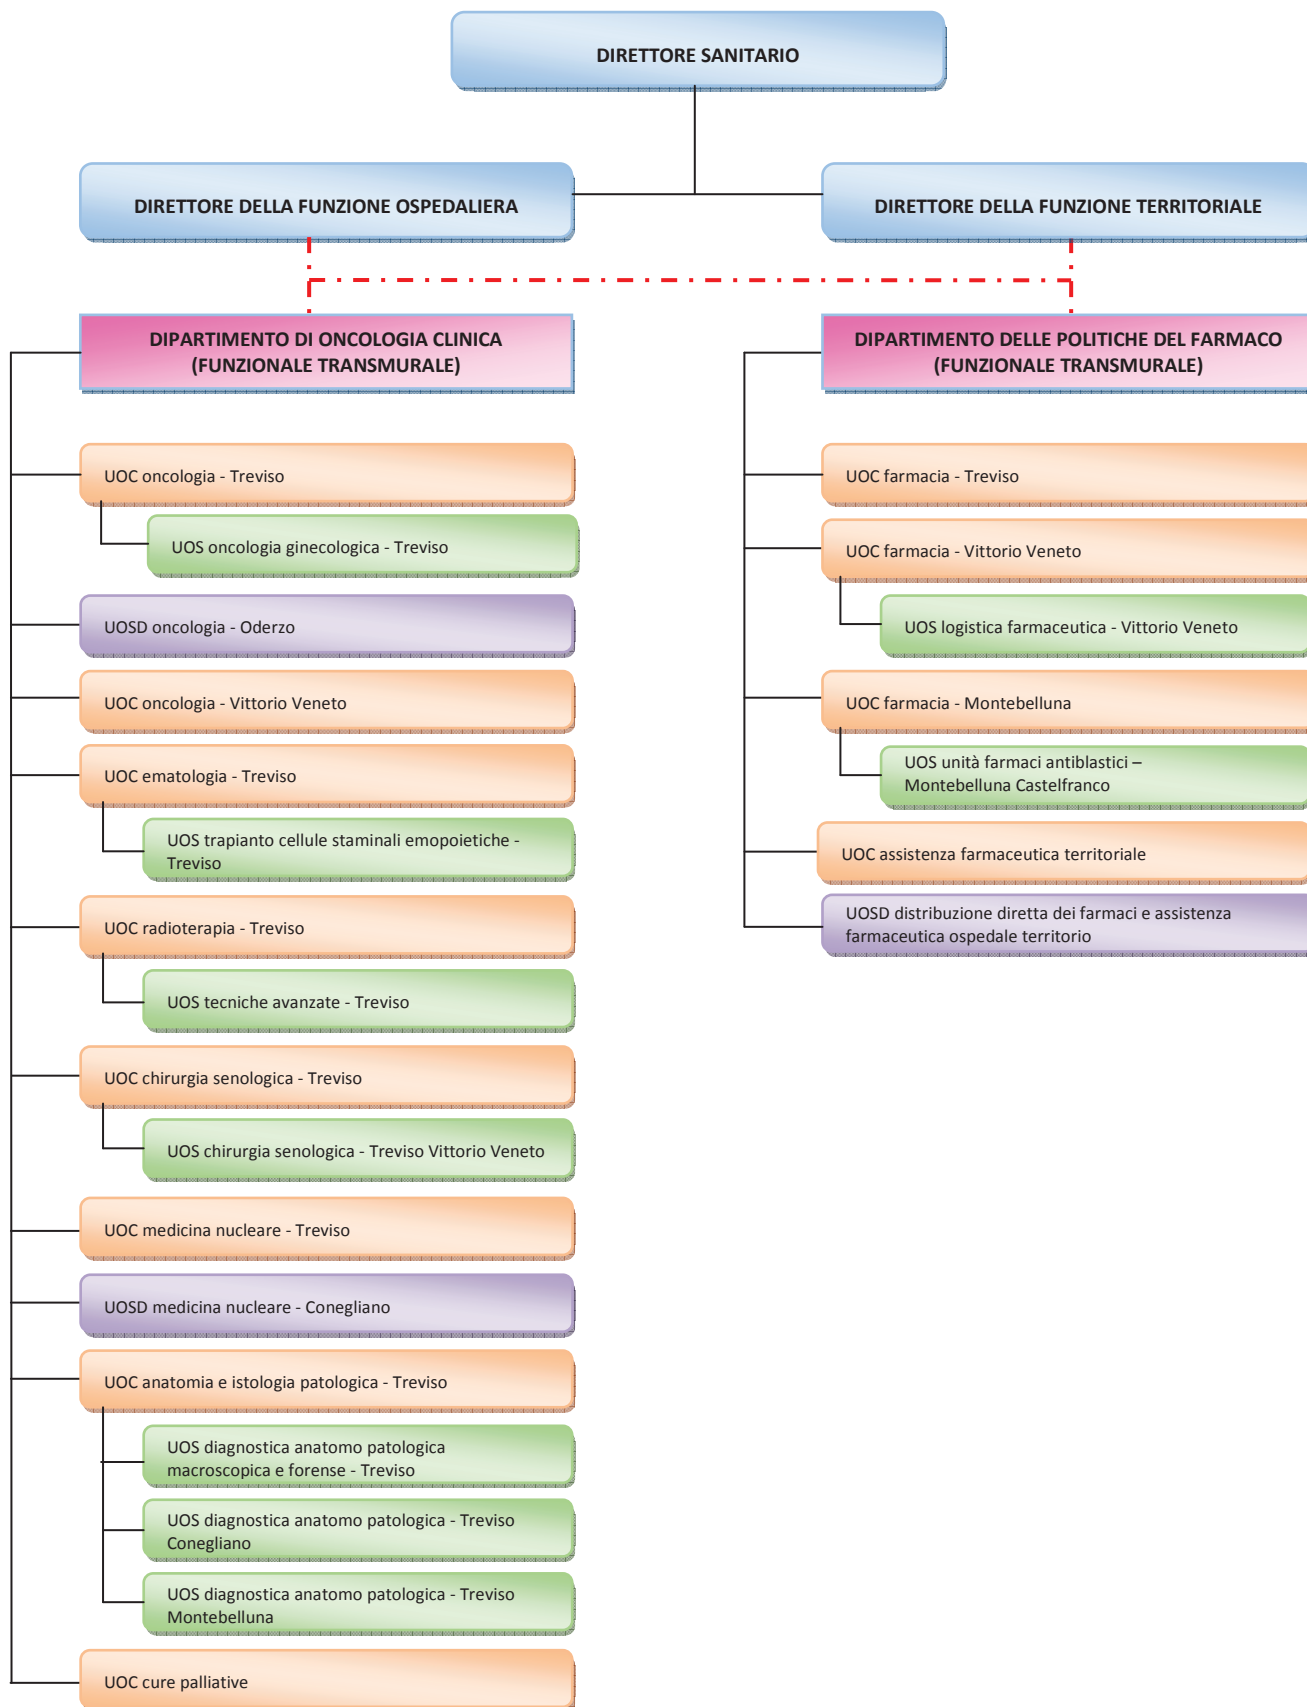 DIRETTORE SANITARIO
DIRETTORE DELLA FUNZIONE OSPEDALIERA
DIRETTORE DELLA FUNZIONE TERRITORIALE
DIPARTIMENTO DI ONCOLOGIA CLINICA
(FUNZIONALE TRANSMURALE)
UOC oncologia - Treviso
UOS oncologia ginecologica - Treviso
UOSD oncologia - Oderzo
UOC oncologia - Vittorio Veneto
UOC ematologia - Treviso
UOS trapianto cellule staminali emopoietiche -
Treviso
UOC radioterapia - Treviso
UOS tecniche avanzate - Treviso
UOC chirurgia senologica - Treviso
UOS chirurgia senologica - Treviso Vittorio Veneto
UOC medicina nucleare - Treviso
UOSD medicina nucleare - Conegliano
UOC anatomia e istologia patologica - Treviso
UOS diagnostica anatomo patologica
macroscopica e forense - Treviso
UOS diagnostica anatomo patologica - Treviso
Conegliano
UOS diagnostica anatomo patologica - Treviso
Montebelluna
UOC cure palliative
DIPARTIMENTO DELLE POLITICHE DEL FARMACO
(FUNZIONALE TRANSMURALE)
UOC farmacia - Treviso
UOC farmacia - Vittorio Veneto
UOS logistica farmaceutica - Vittorio Veneto
UOC farmacia - Montebelluna
UOS unità farmaci antiblastici –
Montebelluna Castelfranco
UOC assistenza farmaceutica territoriale
UOSD distribuzione diretta dei farmaci e assistenza
farmaceutica ospedale territorio